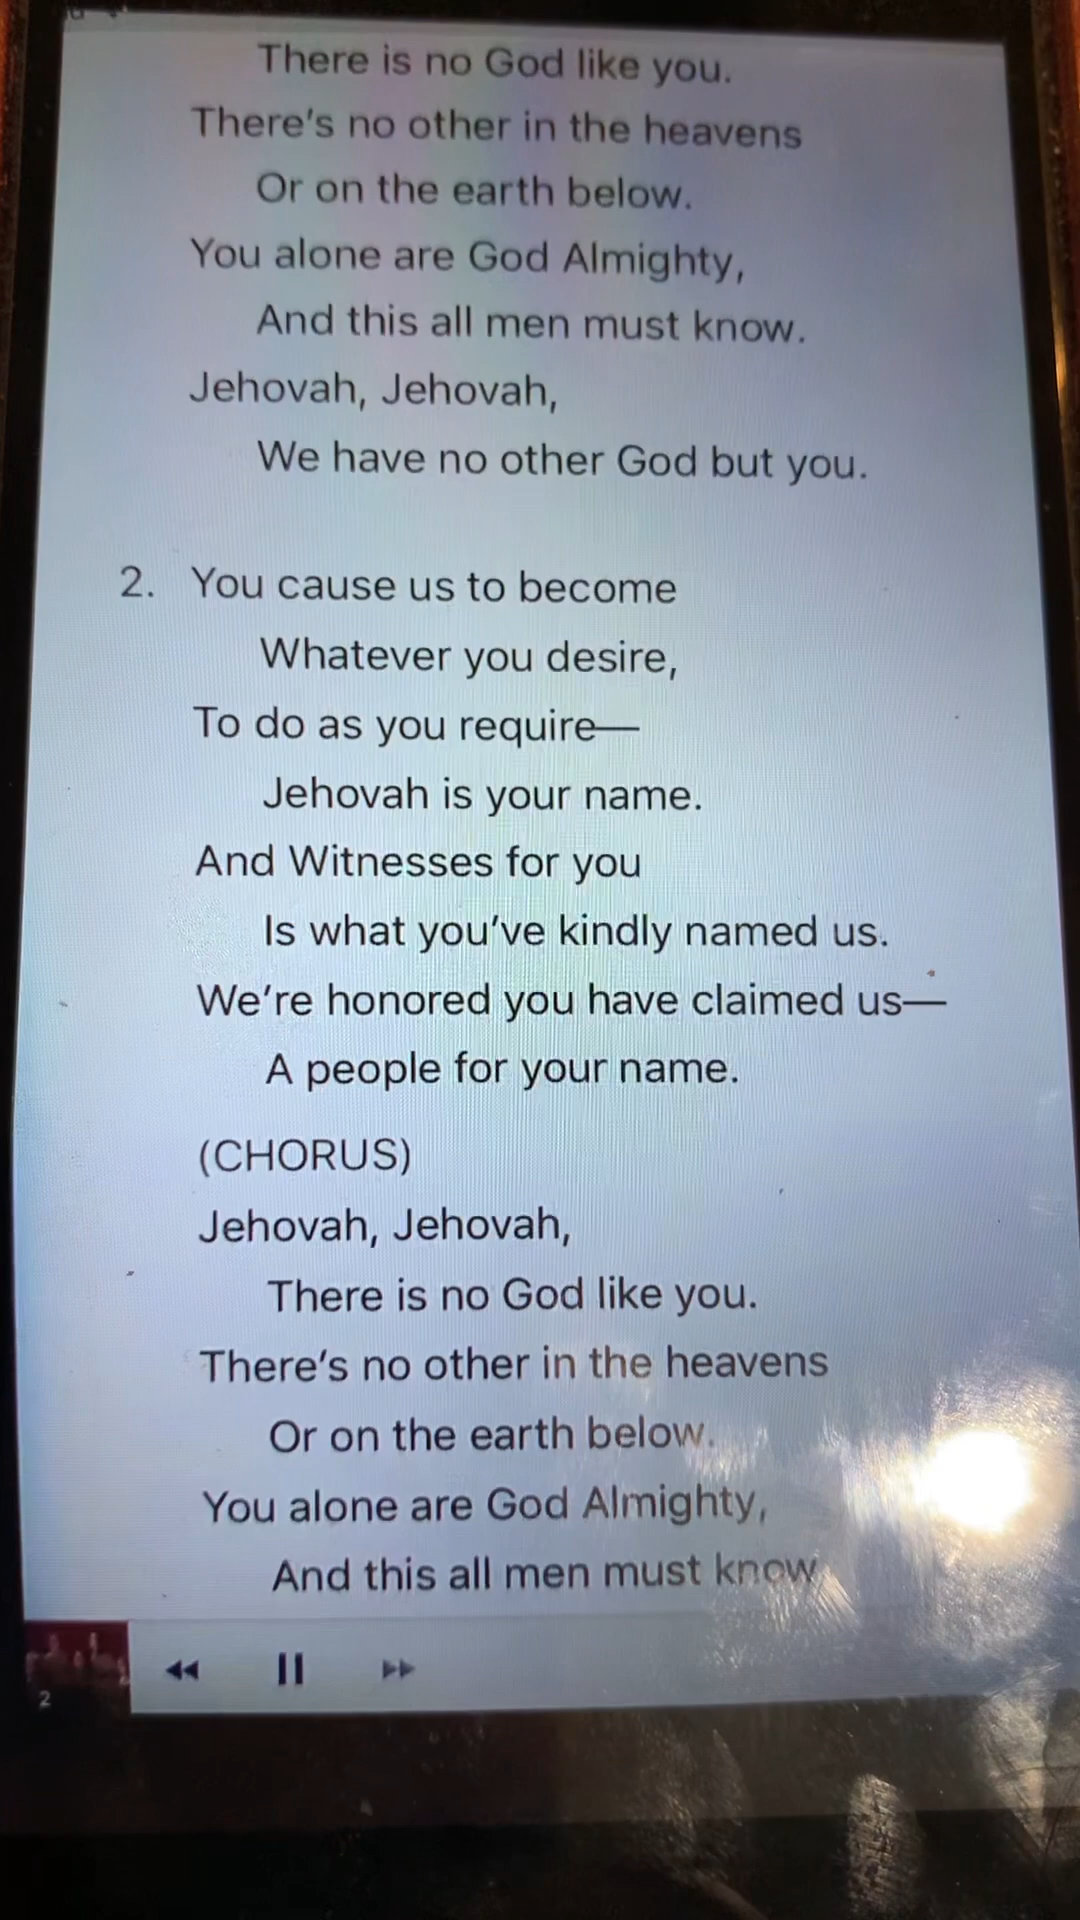 There is no God like you.
There's no other in the heavens
Or on the earth below.
You alone are God Almighty,
And this all men must know.
Jehovah, Jehovah,
We have no other God but you.
2. You cause us to become
Whatever you desire,
To do as you require—
Jehovah is your name.
And Witnesses for you
Is what you've kindly named us.
We're honored you have claimed us—
A people for your name.
(CHORUS)
Jehovah, Jehovah,
There is no God like you.
There's no other in the heavens
Or on the earth below.
You alone are God Almighty,
And this all men must know
2